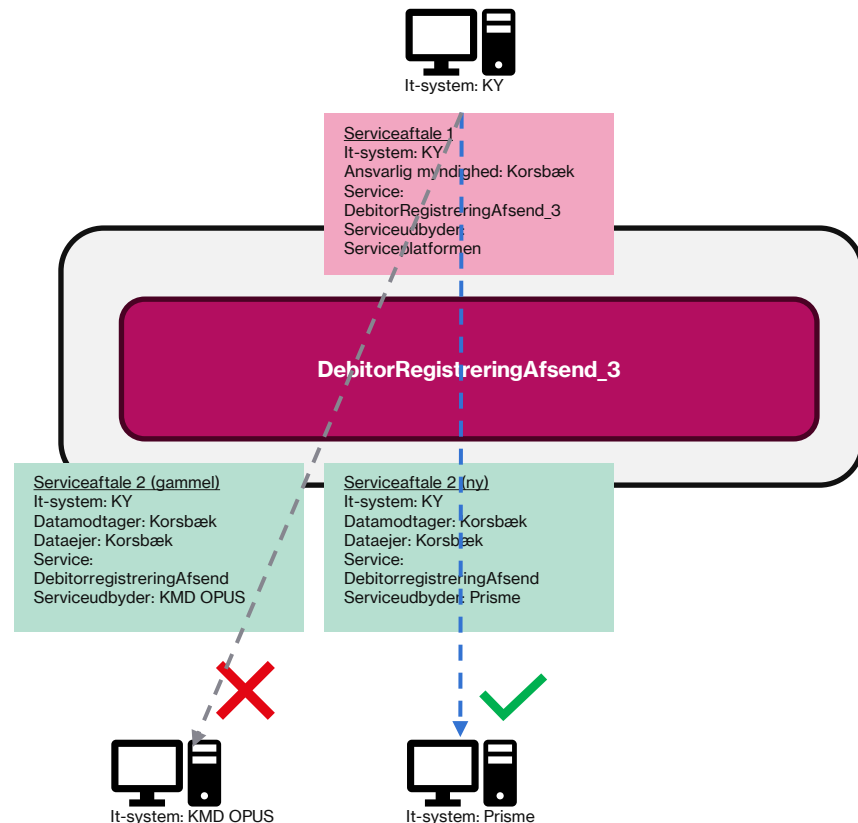 It-system: KY
Serviceaftale 1
It-system: KY
Ansvarlig myndighed: Korsbæk
Service:
DebitorRegistreringAfsend_3
Serviceudbyder:
Serviceplatformen
DebitorRegistreringAfsend_3
Serviceaftale 2 (gammel)
It-system: KY
Datamodtager: Korsbæk
Dataejer: Korsbæk
Service:
DebitorregistreringAfsend
Serviceudbyder: KMD OPUS
Serviceaftale 2 (ny)
It-system: KY
Datamodtager: Korsbæk
Dataejer: Korsbæk
Service:
DebitorregistreringAfsend
Serviceudbyder: Prisme
It-system: KMD OPUS
It-system: Prisme